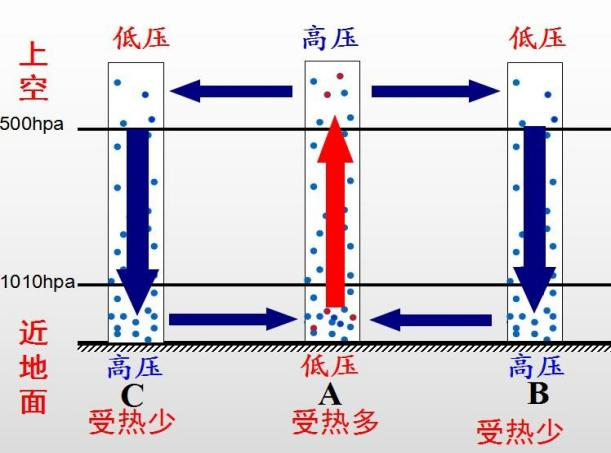 低压 高压 低压
上空
500hpa
1010hpa
近地面
高压 低压 高压
C A B
受热少 受热多 受热少